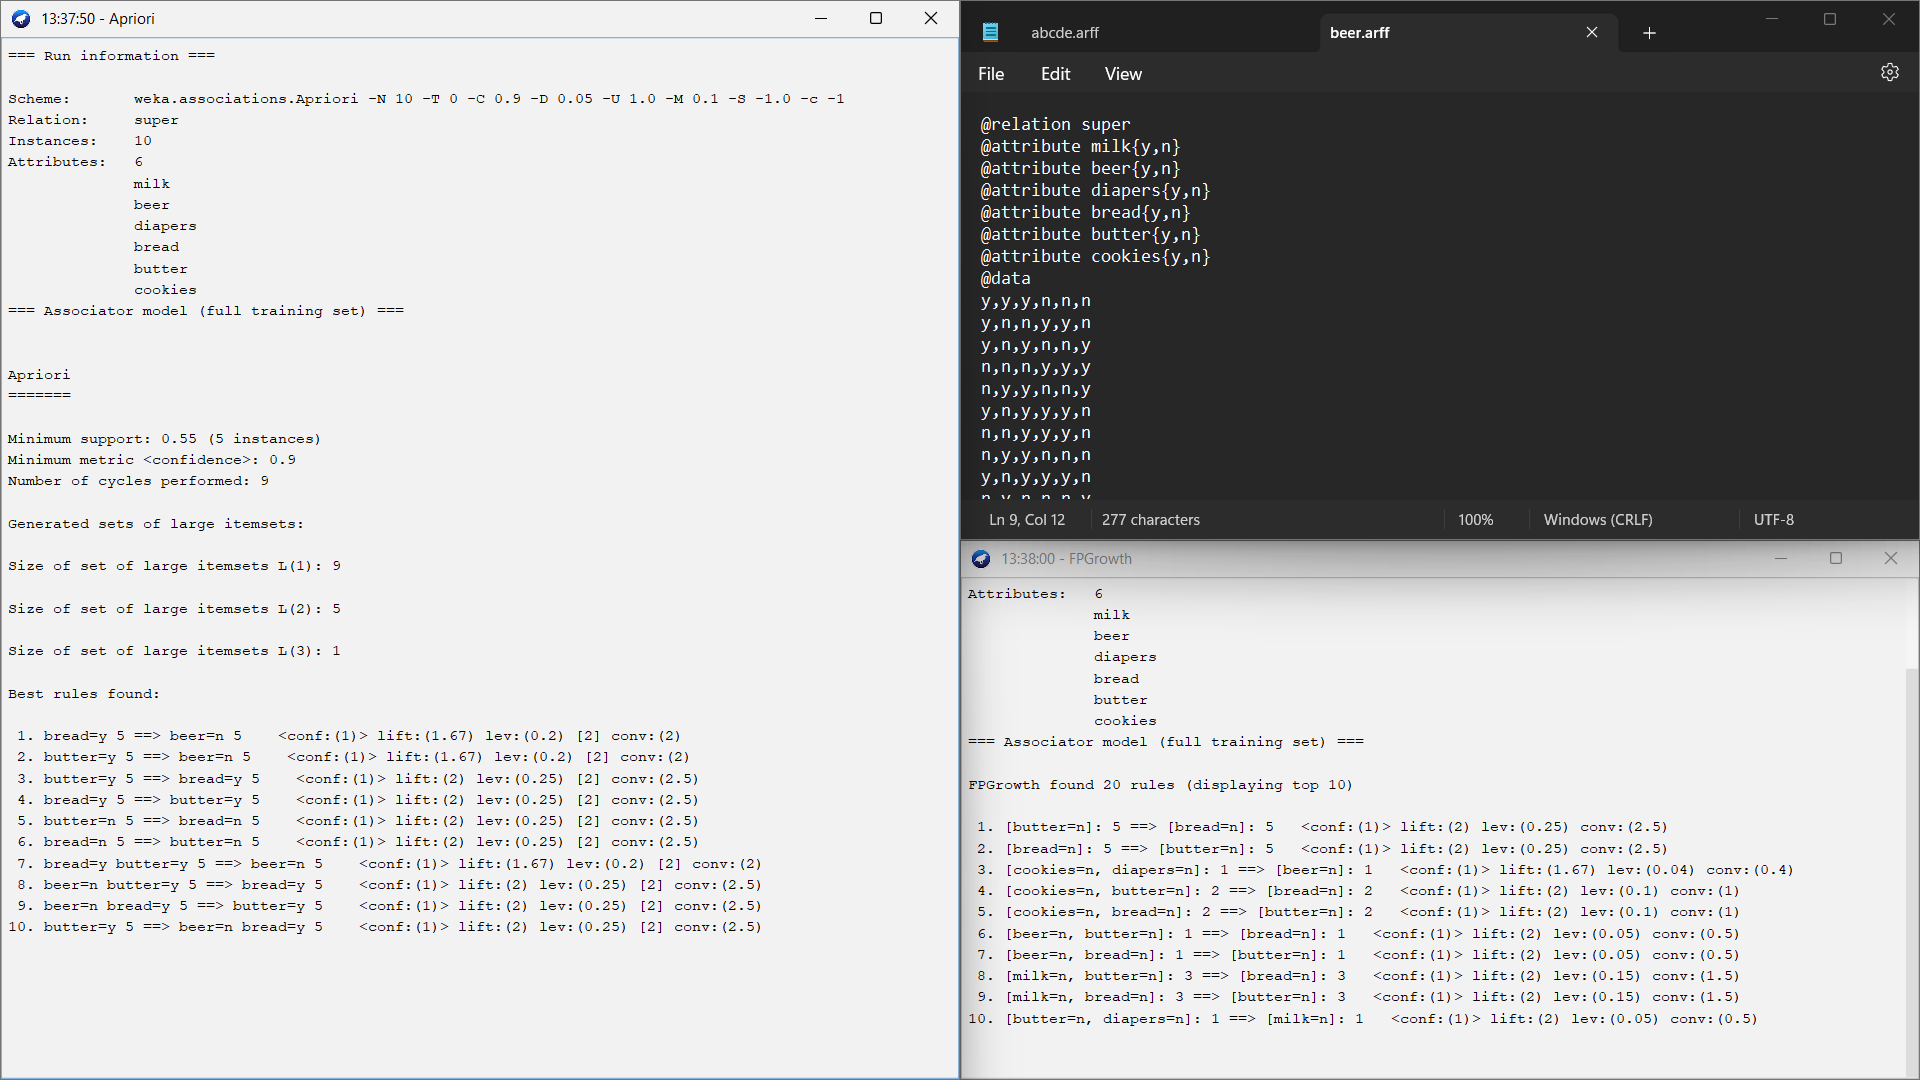 13:37:50 - Apriori
=== Run information ===
Scheme:       weka.associations.Apriori -N 10 -T 0 -C 0.9 -D 0.05 -U 1.0 -M 0.1 -S -1.0 -c -1
Relation:     super
Instances:    10
Attributes:   6
milk
beer
diapers
bread
butter
cookies
=== Associator model (full training set) ===
Apriori
=======
Minimum support: 0.55 (5 instances)
Minimum metric <confidence>: 0.9
Number of cycles performed: 9
Generated sets of large itemsets:
Size of set of large itemsets L(1): 9
Size of set of large itemsets L(2): 5
Size of set of large itemsets L(3): 1
Best rules found:
1. bread=y 5 ==> beer=n 5    <conf:(1)> lift:(1.67) lev:(0.2) [2] conv:(2)
2. butter=y 5 ==> beer=n 5    <conf:(1)> lift:(1.67) lev:(0.2) [2] conv:(2)
3. butter=y 5 ==> bread=y 5    <conf:(1)> lift:(2) lev:(0.25) [2] conv:(2.5)
4. bread=y 5 ==> butter=y 5    <conf:(1)> lift:(2) lev:(0.25) [2] conv:(2.5)
5. butter=n 5 ==> bread=n 5    <conf:(1)> lift:(2) lev:(0.25) [2] conv:(2.5)
6. bread=n 5 ==> butter=n 5    <conf:(1)> lift:(2) lev:(0.25) [2] conv:(2.5)
7. bread=y butter=y 5 ==> beer=n 5    <conf:(1)> lift:(1.67) lev:(0.2) [2] conv:(2)
8. beer=n butter=y 5 ==> bread=y 5    <conf:(1)> lift:(2) lev:(0.25) [2] conv:(2.5)
9. beer=n bread=y 5 ==> butter=y 5    <conf:(1)> lift:(2) lev:(0.25) [2] conv:(2.5)
10. butter=y 5 ==> beer=n bread=y 5    <conf:(1)> lift:(2) lev:(0.25) [2] conv:(2.5)
abcde.arff
beer.arff
File Edit View
@relation super
@attribute milk{y,n}
@attribute beer{y,n}
@attribute diapers{y,n}
@attribute bread{y,n}
@attribute butter{y,n}
@attribute cookies{y,n}
@data
y,y,y,n,n,n
y,n,n,y,y,n
y,n,y,n,n,y
n,n,n,y,y,y
n,y,y,n,n,y
y,n,y,y,y,n
n,n,y,y,y,n
n,y,y,n,n,n
y,n,y,y,y,n
Ln 9, Col 12
277 characters
100%
Windows (CRLF)
UTF-8
13:38:00 - FPGrowth
Attributes:   6
milk
beer
diapers
bread
butter
cookies
=== Associator model (full training set) ===
FPGrowth found 20 rules (displaying top 10)
1. [butter=n]: 5 ==> [bread=n]: 5   <conf:(1)> lift:(2) lev:(0.25) conv:(2.5)
2. [bread=n]: 5 ==> [butter=n]: 5   <conf:(1)> lift:(2) lev:(0.25) conv:(2.5)
3. [cookies=n, diapers=n]: 1 ==> [beer=n]: 1   <conf:(1)> lift:(1.67) lev:(0.04) conv:(0.4)
4. [cookies=n, butter=n]: 2 ==> [bread=n]: 2   <conf:(1)> lift:(2) lev:(0.1) conv:(1)
5. [cookies=n, bread=n]: 2 ==> [butter=n]: 2   <conf:(1)> lift:(2) lev:(0.1) conv:(1)
6. [beer=n, butter=n]: 1 ==> [bread=n]: 1   <conf:(1)> lift:(2) lev:(0.05) conv:(0.5)
7. [beer=n, bread=n]: 1 ==> [butter=n]: 1   <conf:(1)> lift:(2) lev:(0.05) conv:(0.5)
8. [milk=n, butter=n]: 3 ==> [bread=n]: 3   <conf:(1)> lift:(2) lev:(0.15) conv:(1.5)
9. [milk=n, bread=n]: 3 ==> [butter=n]: 3   <conf:(1)> lift:(2) lev:(0.15) conv:(1.5)
10. [butter=n, diapers=n]: 1 ==> [milk=n]: 1   <conf:(1)> lift:(2) lev:(0.05) conv:(0.5)